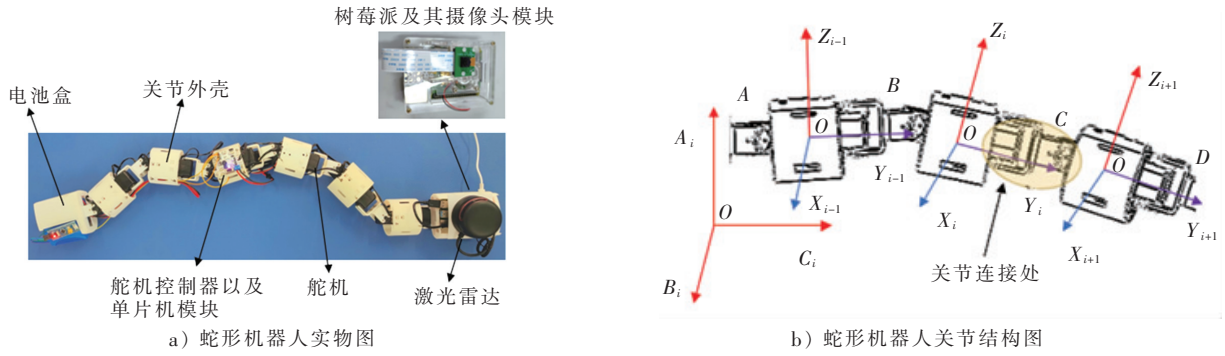 树莓派及其摄像头模块
电池盒
关节外壳
舵机控制器以及
单片机模块
舵机
激光雷达
a）蛇形机器人实物图
A
B
C
D
A_i
B_i
C_i
O
Z_{i-1}
O
X_{i-1}
Y_{i-1}
Z_i
O
X_i
Y_i
Z_{i+1}
O
X_{i+1}
Y_{i+1}
关节连接处
b）蛇形机器人关节结构图